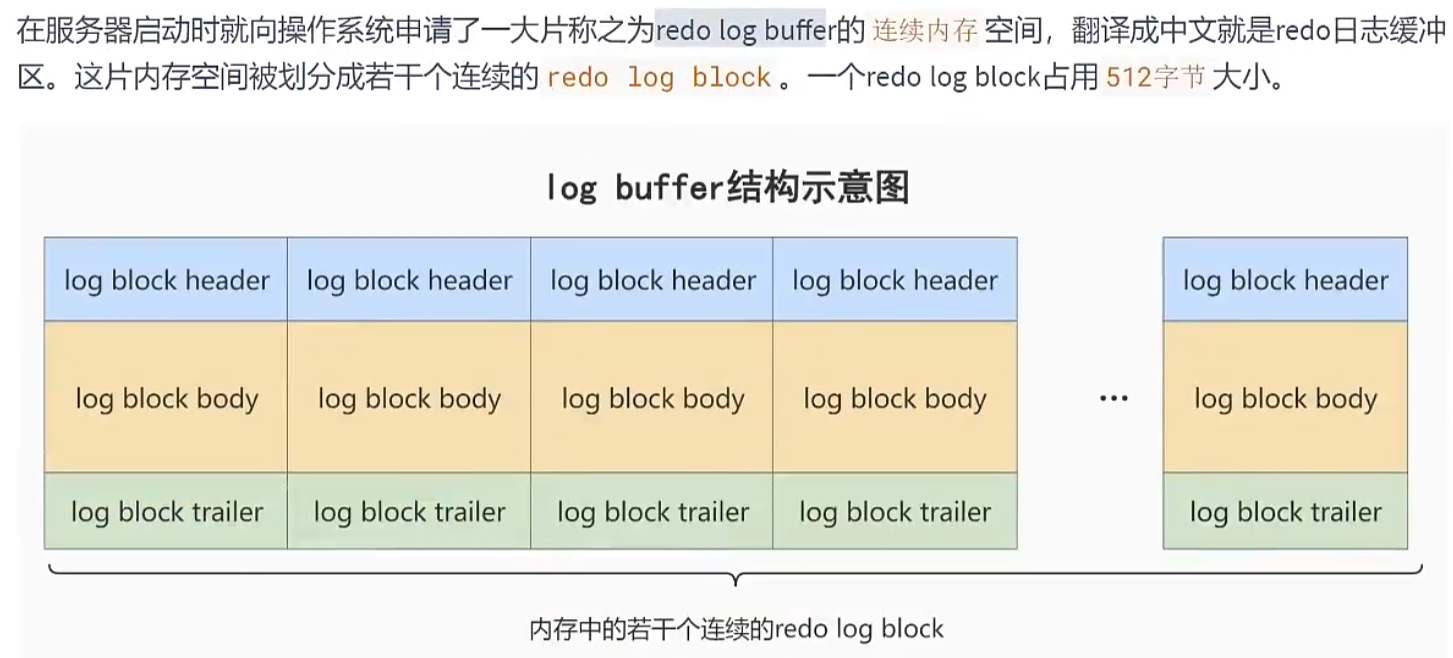 在服务器启动时就向操作系统申请了一大片称之为redo log buffer的 连续内存 空间，翻译成中文就是redo日志缓冲
区。这片内存空间被划分成若干个连续的 redo log block 。一个redo log block占用 512字节 大小。
log buffer结构示意图
log block header log block header log block header log block header log block header
log block body log block body log block body log block body ... log block body
log block trailer log block trailer log block trailer log block trailer log block trailer
内存中的若干个连续的redo log block